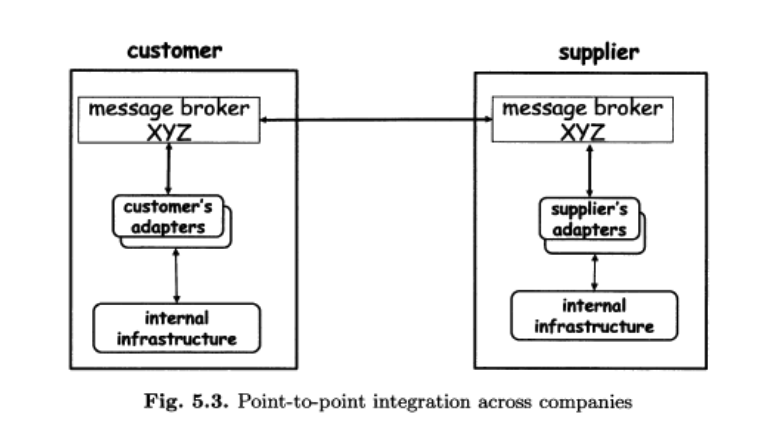 customer
supplier
message broker
XYZ
message broker
XYZ
customer's
adapters
supplier's
adapters
internal
infrastructure
internal
infrastructure
Fig. 5.3. Point-to-point integration across companies